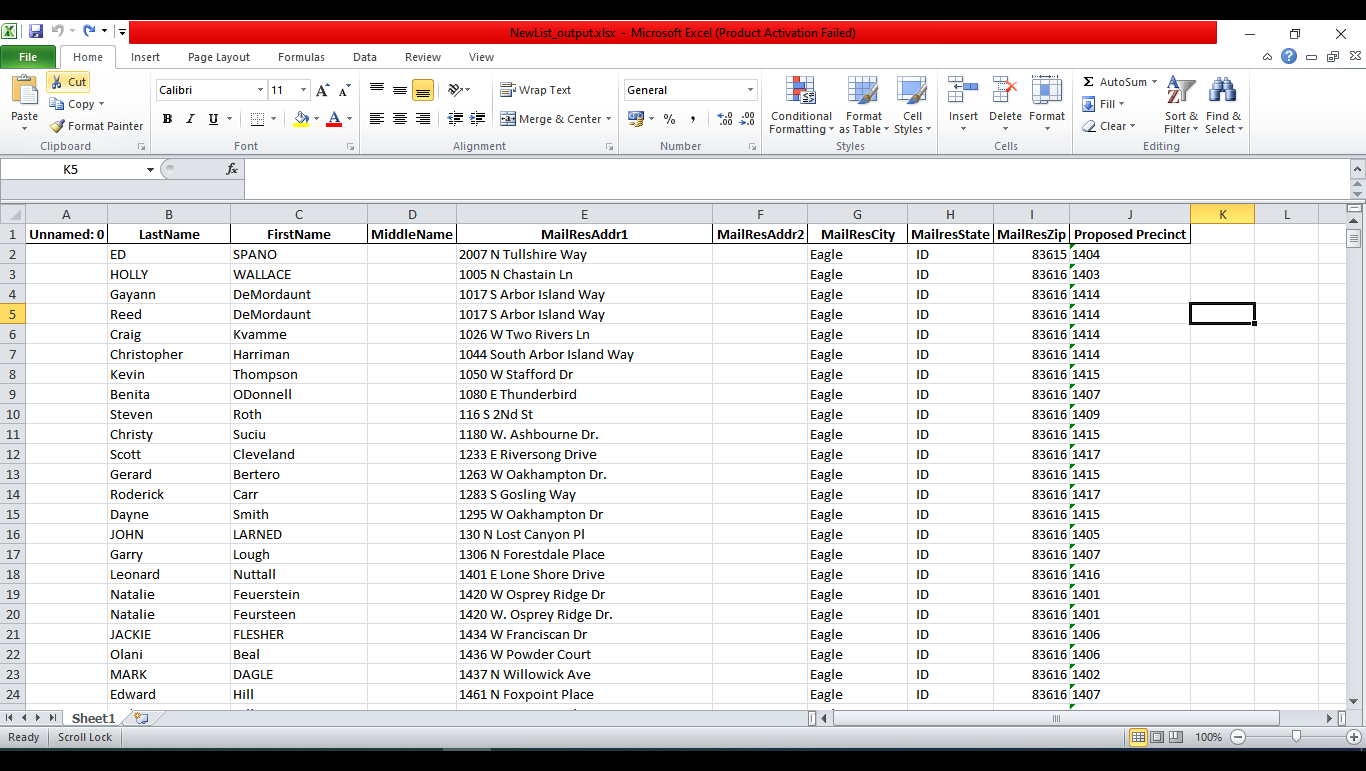 NewList_output.xlsx - Microsoft Excel (Product Activation Failed)
File Home Insert Page Layout Formulas Data Review View
Paste Cut Copy Format Painter Clipboard
Calibri 11 A A B I U A Font
Wrap Text Merge & Center Alignment
General % , .00 Number
Conditional Formatting Format as Table Cell Styles Styles
Insert Delete Format Cells
Σ AutoSum Fill Clear Sort & Filter Find & Select Editing
K5 fx
A B C D E F G H I J K L
1 Unnamed: 0 LastName FirstName MiddleName MailResAddr1 MailResAddr2 MailResCity MailresState MailResZip Proposed Precinct
2 ED SPANO 2007 N Tullshire Way Eagle ID 83615 1404
3 HOLLY WALLACE 1005 N Chastain Ln Eagle ID 83616 1403
4 Gayann DeMordaunt 1017 S Arbor Island Way Eagle ID 83616 1414
5 Reed DeMordaunt 1017 S Arbor Island Way Eagle ID 83616 1414
6 Craig Kvamme 1026 W Two Rivers Ln Eagle ID 83616 1414
7 Christopher Harriman 1044 South Arbor Island Way Eagle ID 83616 1414
8 Kevin Thompson 1050 W Stafford Dr Eagle ID 83616 1415
9 Benita ODonnell 1080 E Thunderbird Eagle ID 83616 1407
10 Steven Roth 116 S 2Nd St Eagle ID 83616 1409
11 Christy Suciu 1180 W. Ashbourne Dr. Eagle ID 83616 1415
12 Scott Cleveland 1233 E Riversong Drive Eagle ID 83616 1417
13 Gerard Bertero 1263 W Oakhampton Dr. Eagle ID 83616 1415
14 Roderick Carr 1283 S Gosling Way Eagle ID 83616 1417
15 Dayne Smith 1295 W Oakhampton Dr Eagle ID 83616 1415
16 JOHN LARNED 130 N Lost Canyon Pl Eagle ID 83616 1405
17 Garry Lough 1306 N Forestdale Place Eagle ID 83616 1407
18 Leonard Nuttall 1401 E Lone Shore Drive Eagle ID 83616 1416
19 Natalie Feuerstein 1420 W Osprey Ridge Dr Eagle ID 83616 1401
20 Natalie Feursteen 1420 W. Osprey Ridge Dr. Eagle ID 83616 1401
21 JACKIE FLESHER 1434 W Franciscan Dr Eagle ID 83616 1406
22 Olani Beal 1436 W Powder Court Eagle ID 83616 1406
23 MARK DAGLE 1437 N Willowick Ave Eagle ID 83616 1402
24 Edward Hill 1461 N Foxpoint Place Eagle ID 83616 1407
Sheet1
Ready Scroll Lock 100%